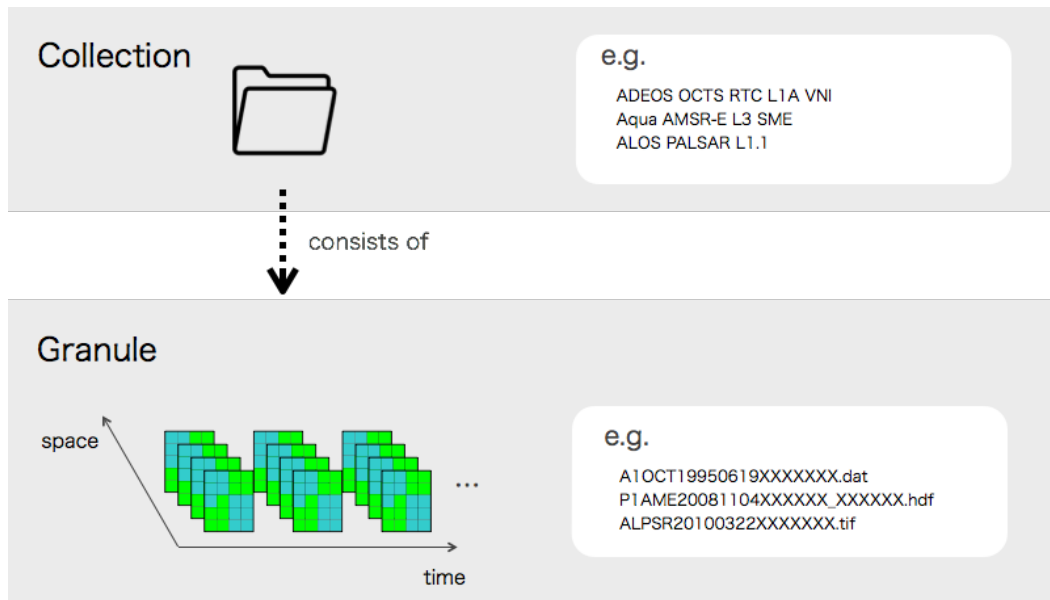 Collection
e.g.
ADEOS OCTS RTC L1A VNI
Aqua AMSR-E L3 SME
ALOS PALSAR L1.1
consists of
Granule
space
...
time
e.g.
A1OCT19950619XXXXXXX.dat
P1AME20081104XXXXXX_XXXXXX.hdf
ALPSR20100322XXXXXXX.tif